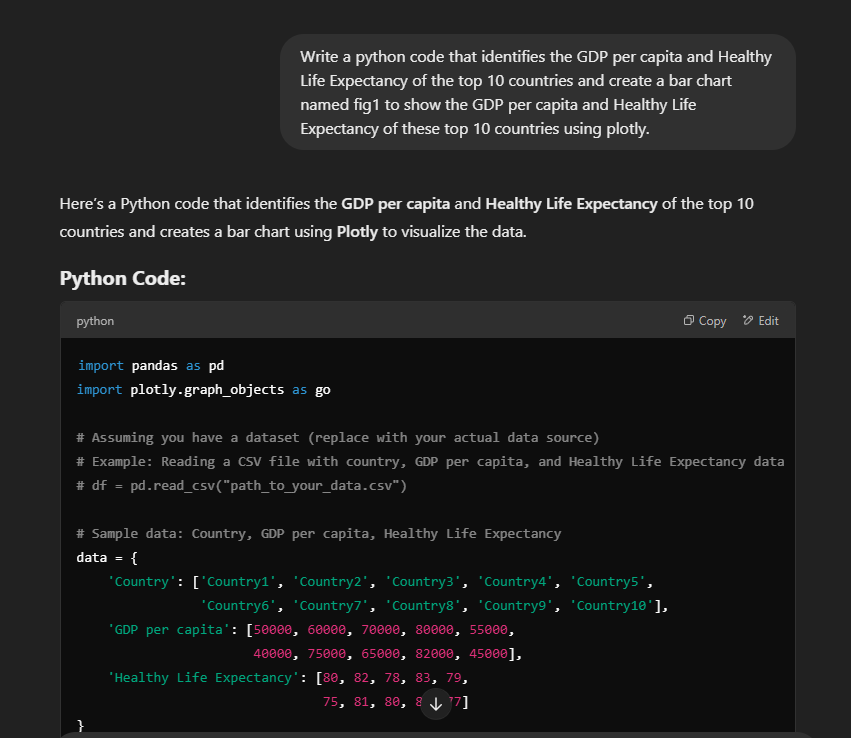 Write a python code that identifies the GDP per capita and Healthy
Life Expectancy of the top 10 countries and create a bar chart
named fig1 to show the GDP per capita and Healthy Life
Expectancy of these top 10 countries using plotly.
Here's a Python code that identifies the GDP per capita and Healthy Life Expectancy of the top 10
countries and creates a bar chart using Plotly to visualize the data.
Python Code:
python Copy Edit
import pandas as pd
import plotly.graph_objects as go
# Assuming you have a dataset (replace with your actual data source)
# Example: Reading a CSV file with country, GDP per capita, and Healthy Life Expectancy data
# df = pd.read_csv("path_to_your_data.csv")
# Sample data: Country, GDP per capita, Healthy Life Expectancy
data = {
'Country': ['Country1', 'Country2', 'Country3', 'Country4', 'Country5',
'Country6', 'Country7', 'Country8', 'Country9', 'Country10'],
'GDP per capita': [50000, 60000, 70000, 80000, 55000,
40000, 75000, 65000, 82000, 45000],
'Healthy Life Expectancy': [80, 82, 78, 83, 79,
75, 81, 80, 77]
}